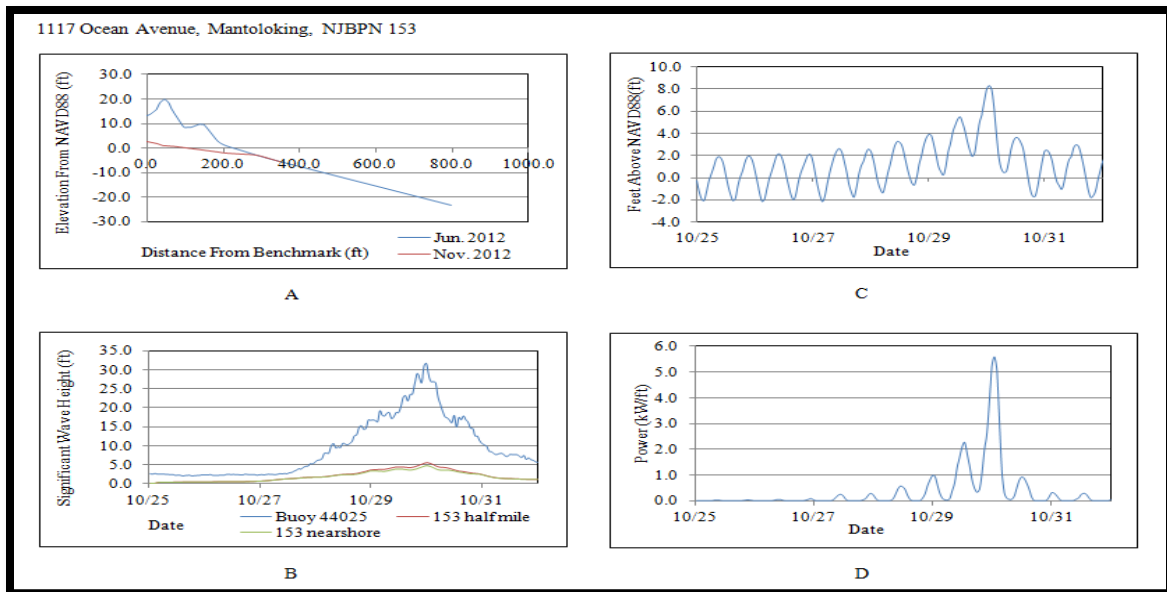 1117 Ocean Avenue, Mantoloking, NJBPN 153
Elevation From NAVD88 (ft)
30.0
20.0
10.0
0.0
-10.0
-20.0
-30.0
0.0 200.0 400.0 600.0 800.0 1000.0
Jun. 2012
Distance From Benchmark (ft)
Nov. 2012
A
Feet Above NAVD88(ft)
10.0
8.0
6.0
4.0
2.0
0.0
-2.0
-4.0
10/25 10/27 10/29 10/31
Date
C
Significant Wave Height (ft)
35.0
30.0
25.0
20.0
15.0
10.0
5.0
0.0
10/25 10/27 10/29 10/31
Date
Buoy 44025
153 half mile
153 nearshore
B
Power (kW/ft)
6.0
5.0
4.0
3.0
2.0
1.0
0.0
10/25 10/27 10/29 10/31
Date
D